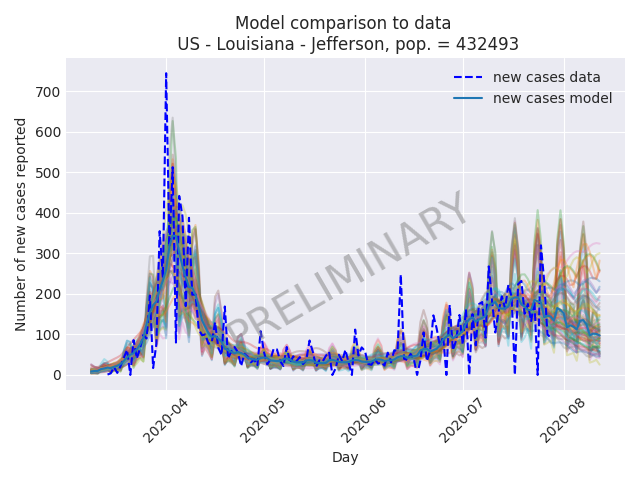 Model comparison to data
US - Louisiana - Jefferson, pop. = 432493
new cases data
new cases model
Number of new cases reported
700
600
500
400
300
200
100
0
PRELIMINARY
2020-04
2020-05
2020-06
2020-07
2020-08
Day